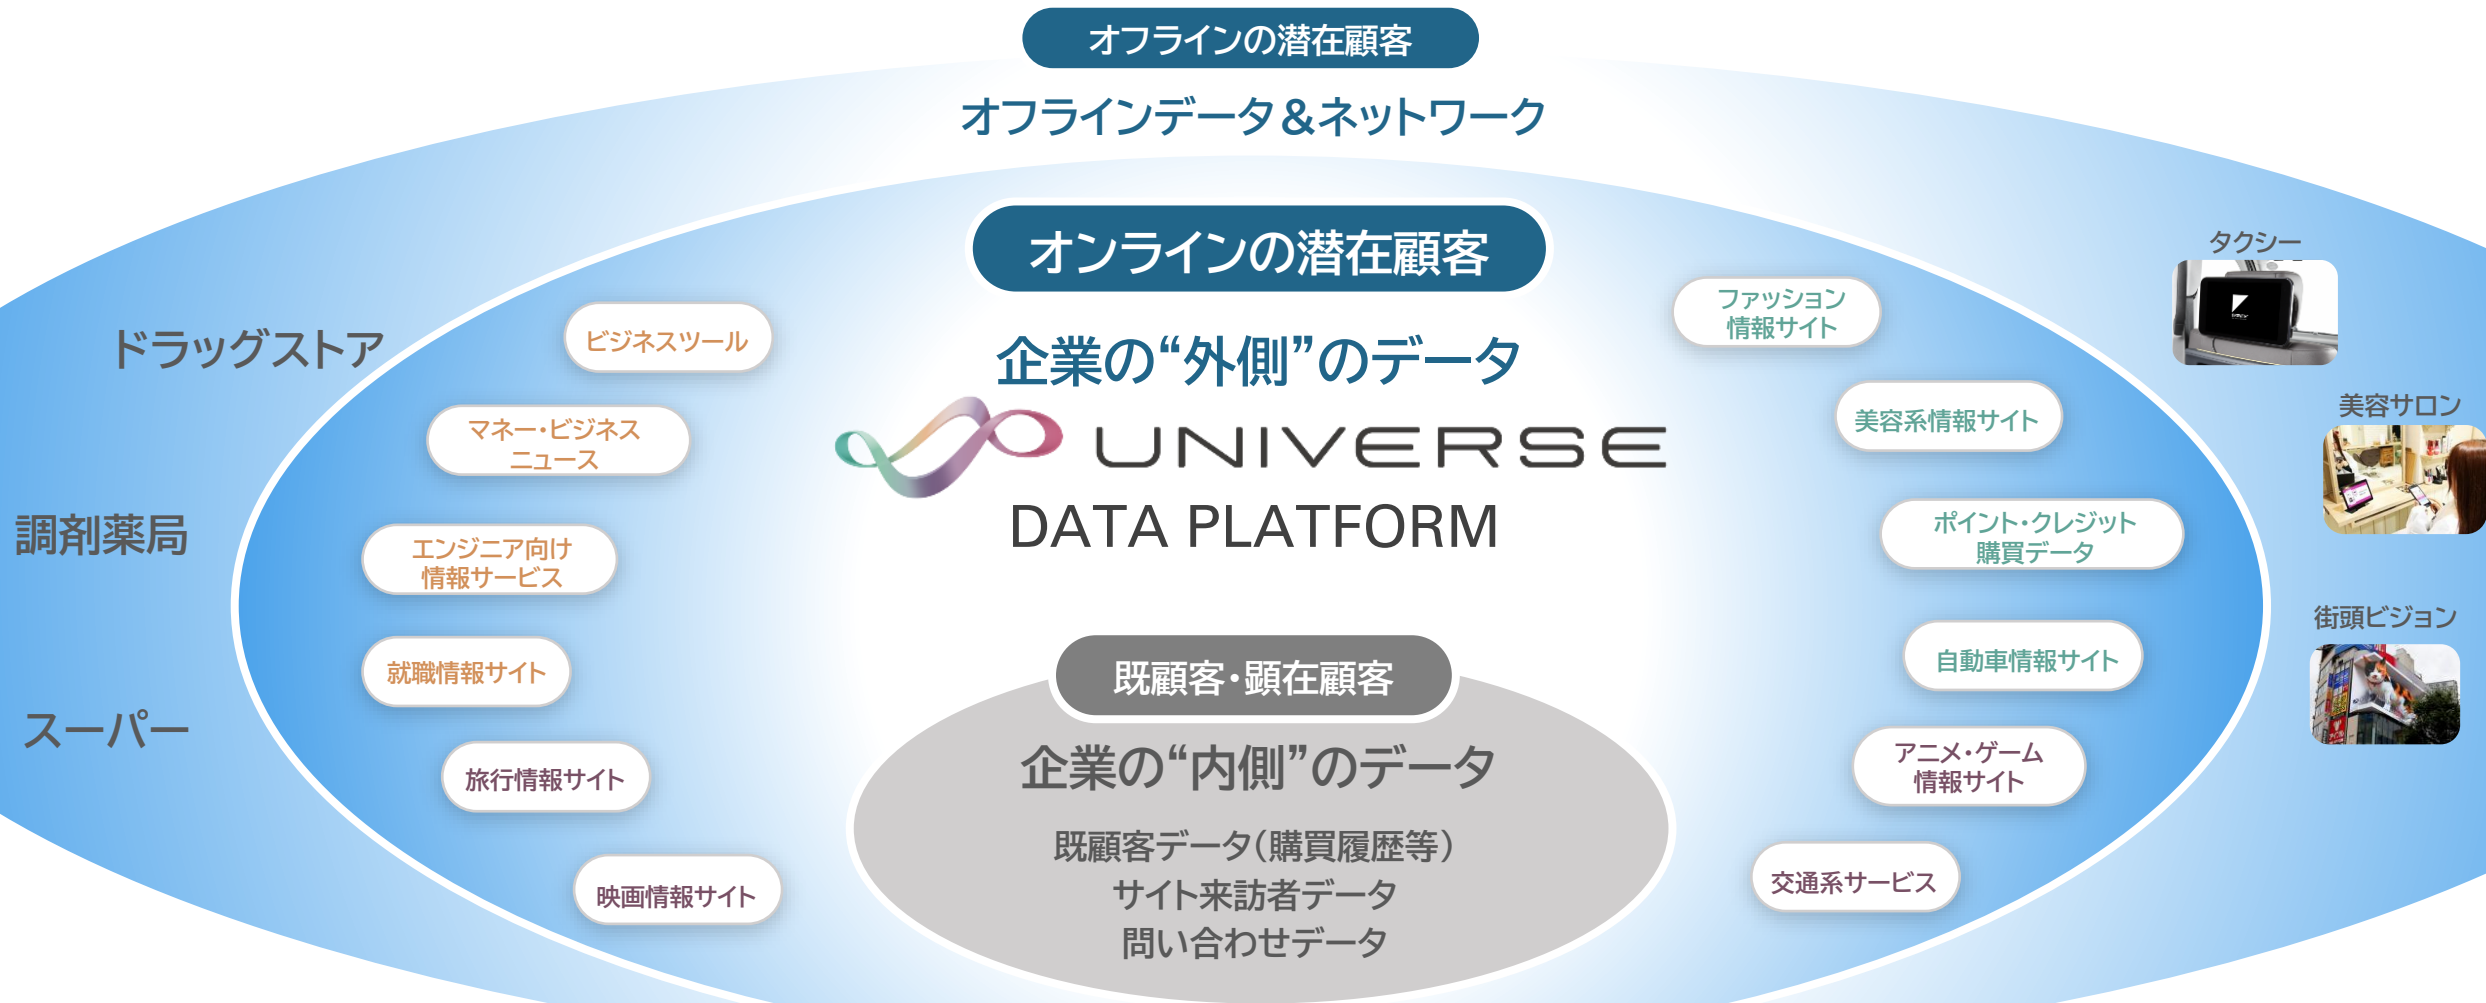 オフラインの潜在顧客
オフラインデータ＆ネットワーク
オンラインの潜在顧客
企業の“外側”のデータ
UNIVERSE
DATA PLATFORM
ドラッグストア
調剤薬局
スーパー
ビジネスツール
マネー・ビジネス
ニュース
エンジニア向け
情報サービス
就職情報サイト
旅行情報サイト
映画情報サイト
ファッション
情報サイト
美容系情報サイト
ポイント・クレジット
購買データ
自動車情報サイト
アニメ・ゲーム
情報サイト
交通系サービス
タクシー
美容サロン
街頭ビジョン
既顧客・顕在顧客
企業の“内側”のデータ
既顧客データ（購買履歴等）
サイト来訪者データ
問い合わせデータ